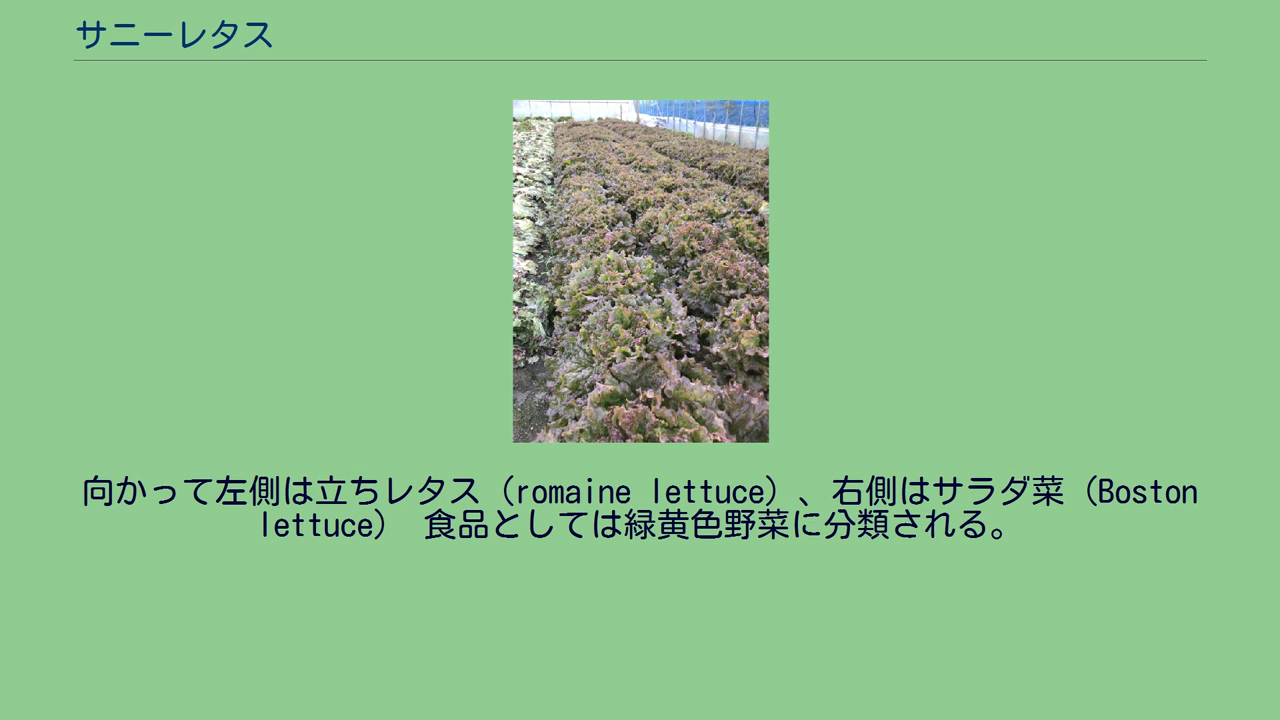 サニーレタス
向かって左側は立ちレタス（romaine lettuce）、右側はサラダ菜（Boston
lettuce） 食品としては緑黄色野菜に分類される。